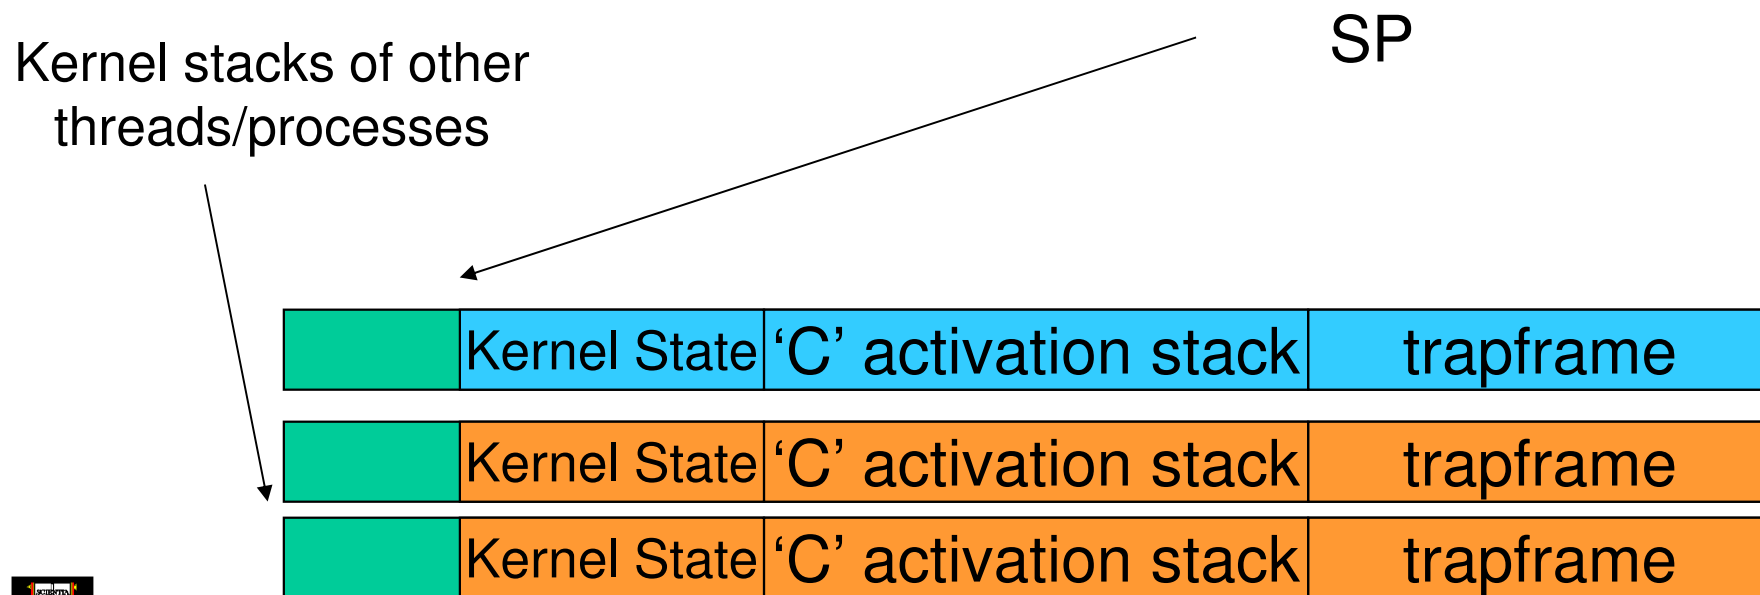 SP
Kernel stacks of other
threads/processes
Kernel State ‘C’ activation stack trapframe
Kernel State ‘C’ activation stack trapframe
Kernel State ‘C’ activation stack trapframe
SCIENTIA